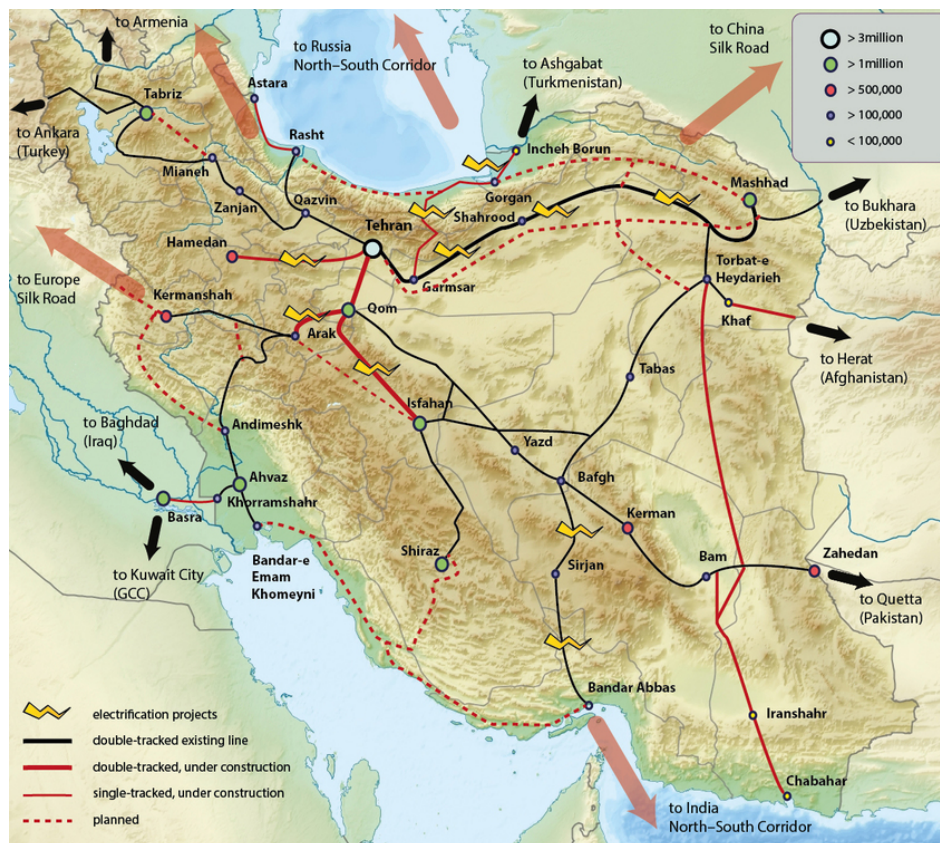 to Armenia
to Russia
North–South Corridor
to China
Silk Road
> 3million
> 1million
> 500,000
> 100,000
< 100,000
to Ashgabat
(Turkmenistan)
Astara
Tabriz
to Ankara
(Turkey)
Rasht
Incheh Borun
Mianeh
Zanjan
Qazvin
Gorgan
Mashhad
to Bukhara
(Uzbekistan)
Tehran
Shahrood
Hamedan
to Europe
Silk Road
Garmsar
Torbat-e
Heydarieh
Kermanshah
Qom
Arak
Khaf
to Herat
(Afghanistan)
Tabas
Isfahan
to Baghdad
(Iraq)
Andimeshk
Yazd
Ahvaz
Bafgh
Khorramshahr
Basra
Kerman
Shiraz
Bandar-e
Emam
Khomeyni
Sirjan
Bam
Zahedan
to Kuwait City
(GCC)
to Quetta
(Pakistan)
Bandar Abbas
Iranshahr
Chabahar
to India
North–South Corridor
electrification projects
double-tracked existing line
double-tracked, under construction
single-tracked, under construction
planned